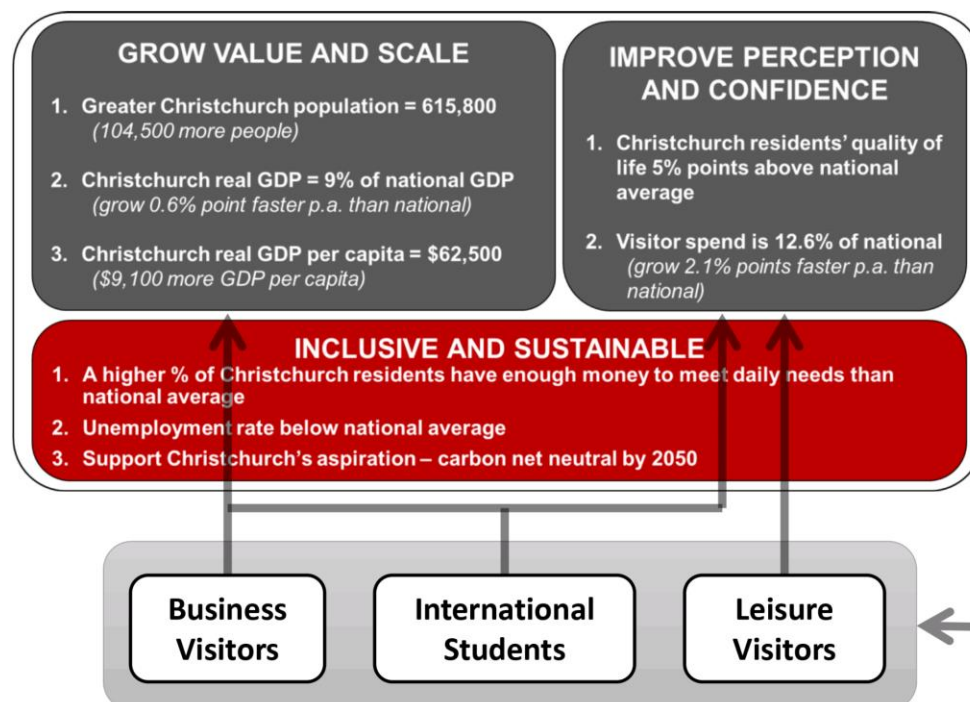 GROW VALUE AND SCALE
1. Greater Christchurch population = 615,800
(104,500 more people)
2. Christchurch real GDP = 9% of national GDP
(grow 0.6% point faster p.a. than national)
3. Christchurch real GDP per capita = $62,500
($9,100 more GDP per capita)
IMPROVE PERCEPTION
AND CONFIDENCE
1. Christchurch residents’ quality of
life 5% points above national
average
2. Visitor spend is 12.6% of national
(grow 2.1% points faster p.a. than
national)
INCLUSIVE AND SUSTAINABLE
1. A higher % of Christchurch residents have enough money to meet daily needs than
national average
2. Unemployment rate below national average
3. Support Christchurch’s aspiration – carbon net neutral by 2050
Business
Visitors
International
Students
Leisure
Visitors